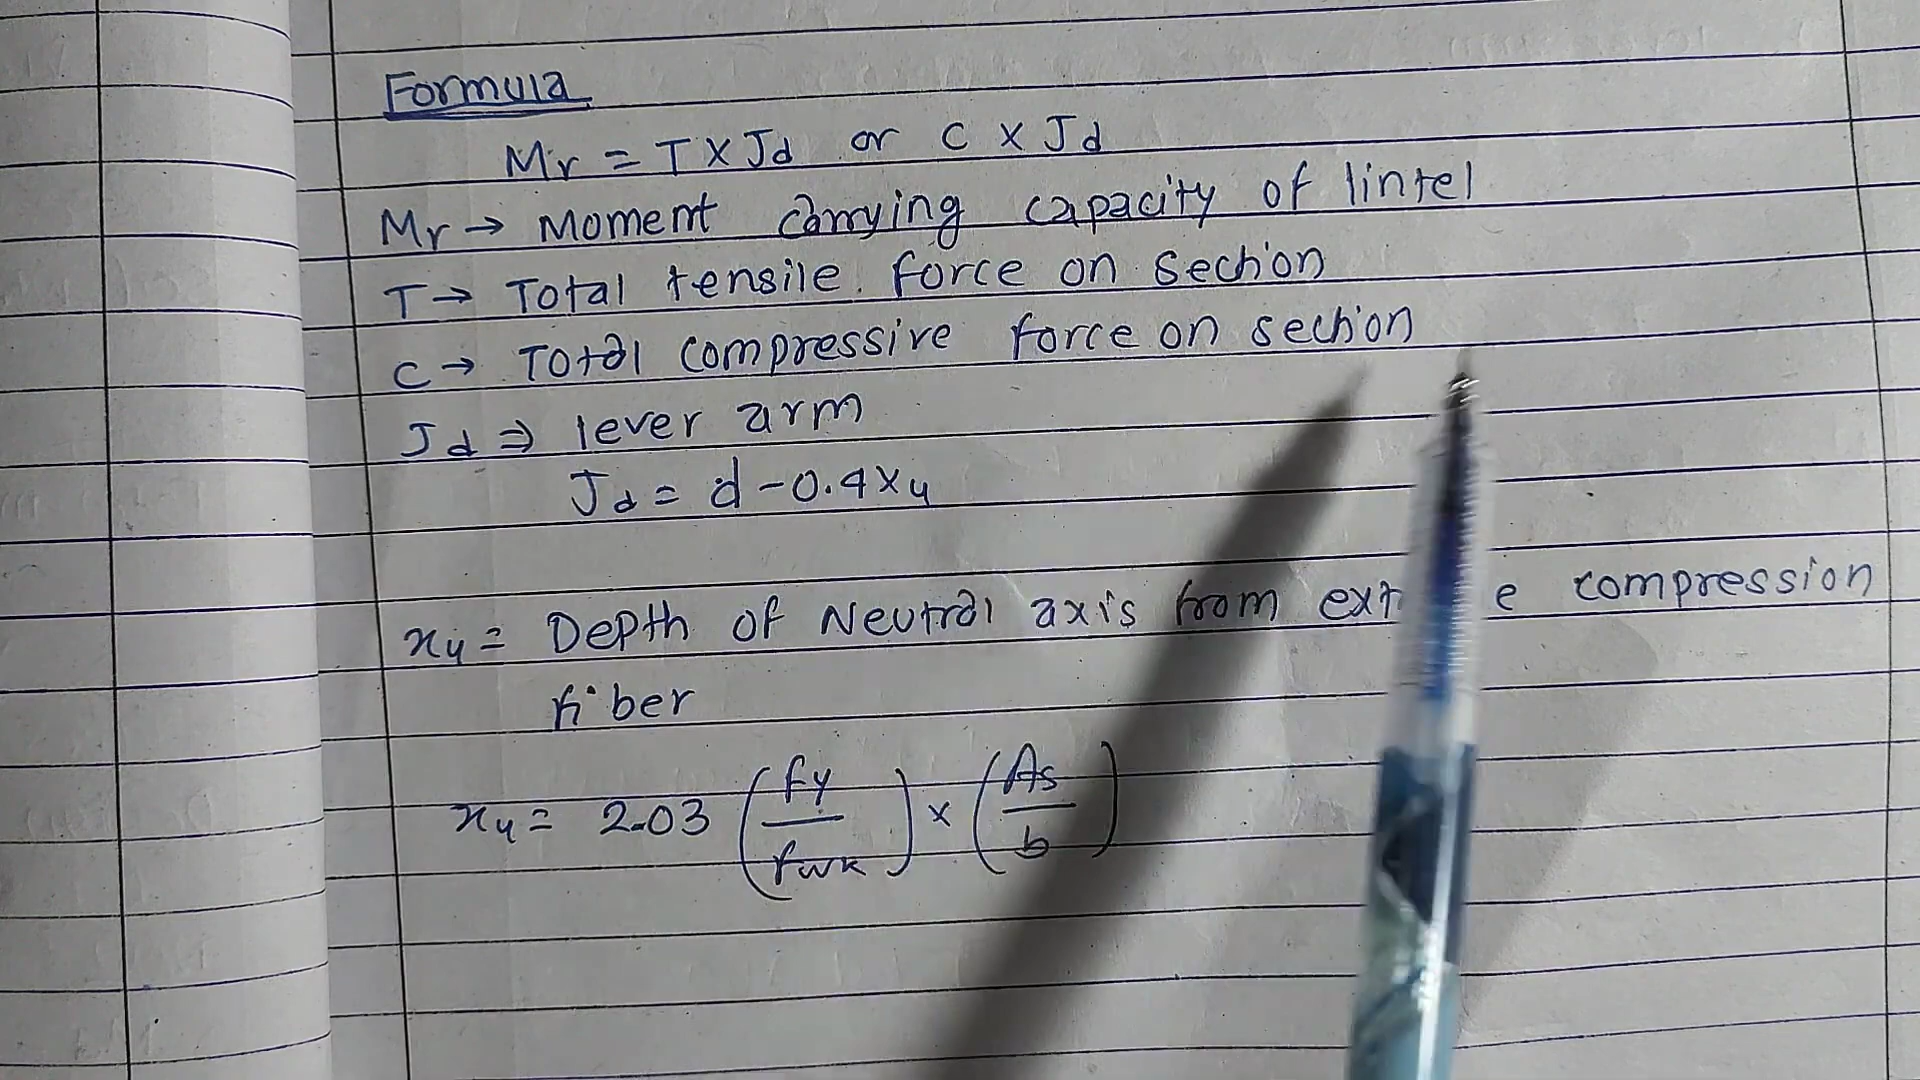 Formula
Mr = T X Jd or C X Jd
Mr → Moment carrying capacity of lintel
T → Total tensile force on section
C → Total compressive force on section
Jd ⇒ lever arm
Jd = d - 0.4xu
xu = Depth of Neutral axis from compression
fiber
xu = 2.03 (fy/fwk) × (As/b)